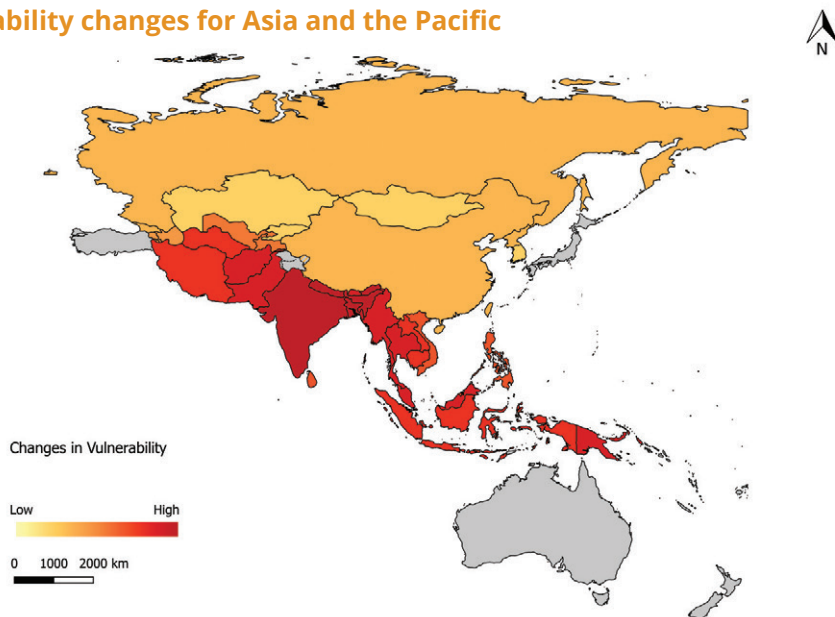 ability changes for Asia and the Pacific
N
Changes in Vulnerability
Low High
0 1000 2000 km